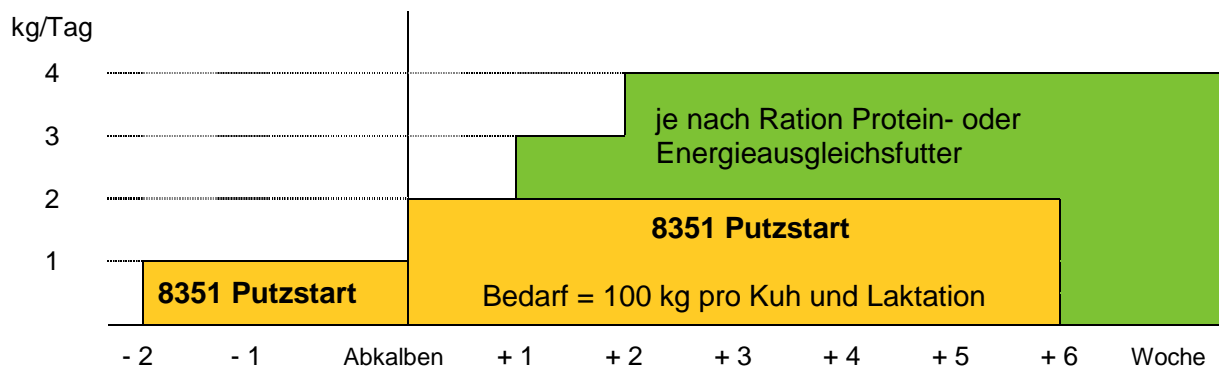 kg/Tag
4
3
2
1
je nach Ration Protein- oder
Energieausgleichsfutter
8351 Putzstart
8351 Putzstart
Bedarf = 100 kg pro Kuh und Laktation
- 2 - 1 Abkalben + 1 + 2 + 3 + 4 + 5 + 6 Woche